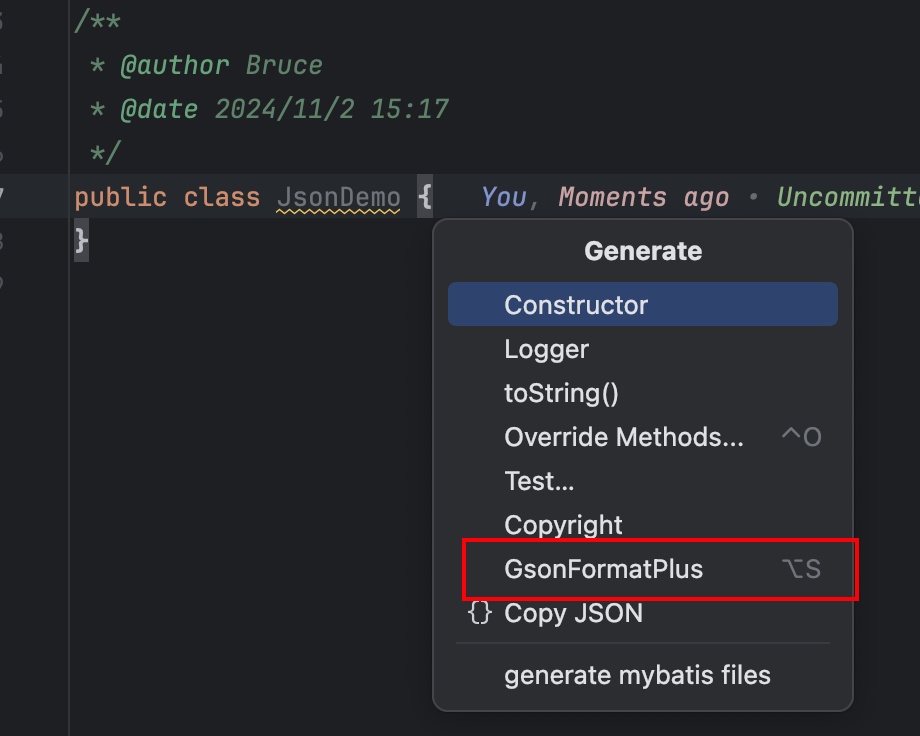 /**
* @author Bruce
* @date 2024/11/2 15:17
*/
public class JsonDemo { You, Moments ago • Uncommitt
}
Generate
Constructor
Logger
toString()
Override Methods... ^O
Test...
Copyright
GsonFormatPlus ⌥S
{} Copy JSON
generate mybatis files